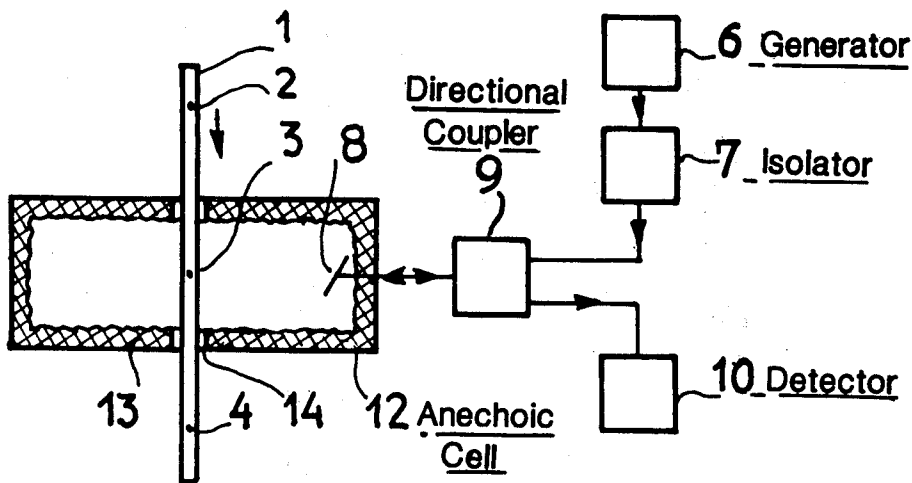 1
2
3
8
Directional
Coupler
9
6 Generator
7 Isolator
13
4
14
12 Anechoic
Cell
10 Detector